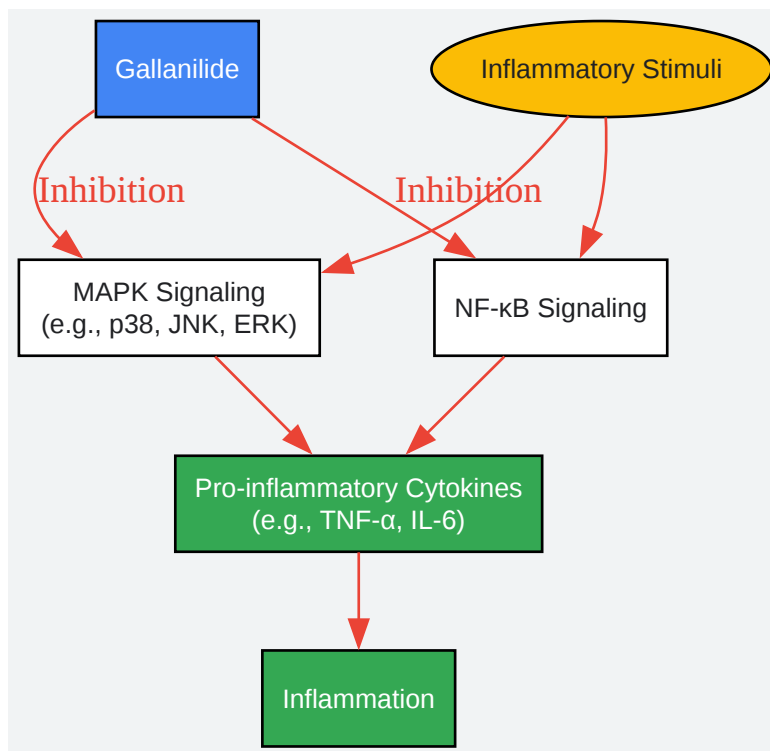 Gallanilide
Inflammatory Stimuli
Inhibition
Inhibition
MAPK Signaling
(e.g., p38, JNK, ERK)
NF-κB Signaling
Pro-inflammatory Cytokines
(e.g., TNF-α, IL-6)
Inflammation